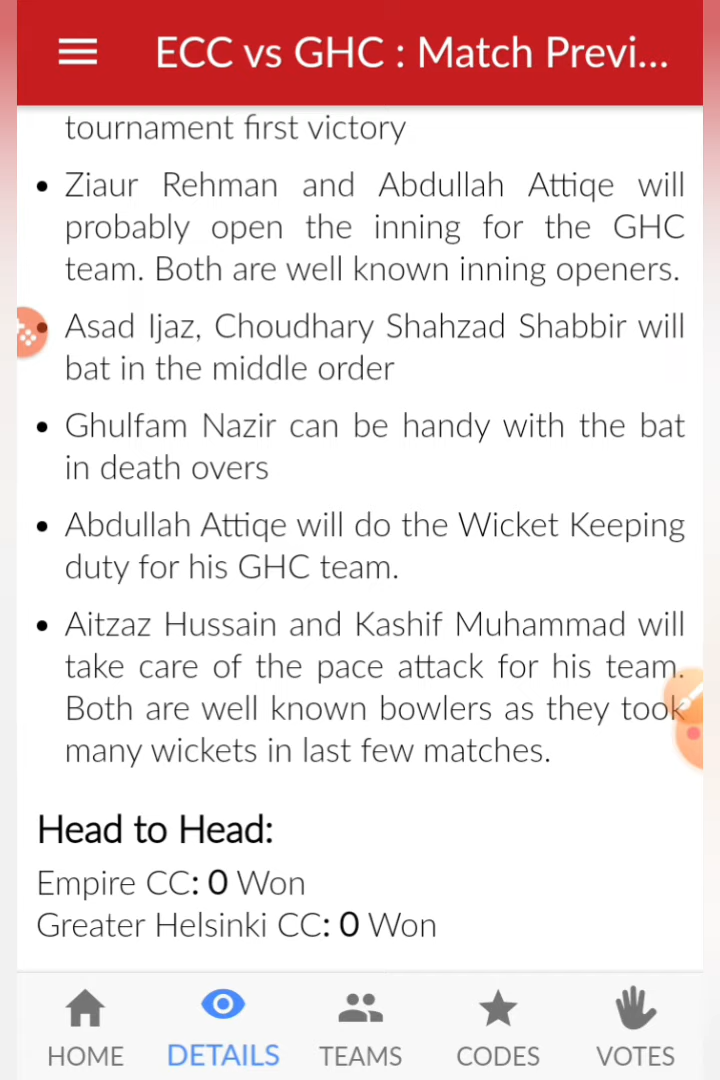 ECC vs GHC : Match Previ...
tournament first victory
• Ziaur Rehman and Abdullah Attiqe will
probably open the inning for the GHC
team. Both are well known inning openers.
• Asad Ijaz, Choudhary Shahzad Shabbir will
bat in the middle order
• Ghulfam Nazir can be handy with the bat
in death overs
• Abdullah Attiqe will do the Wicket Keeping
duty for his GHC team.
• Aitzaz Hussain and Kashif Muhammad will
take care of the pace attack for his team.
Both are well known bowlers as they took
many wickets in last few matches.
Head to Head:
Empire CC: 0 Won
Greater Helsinki CC: 0 Won
HOME DETAILS TEAMS CODES VOTES